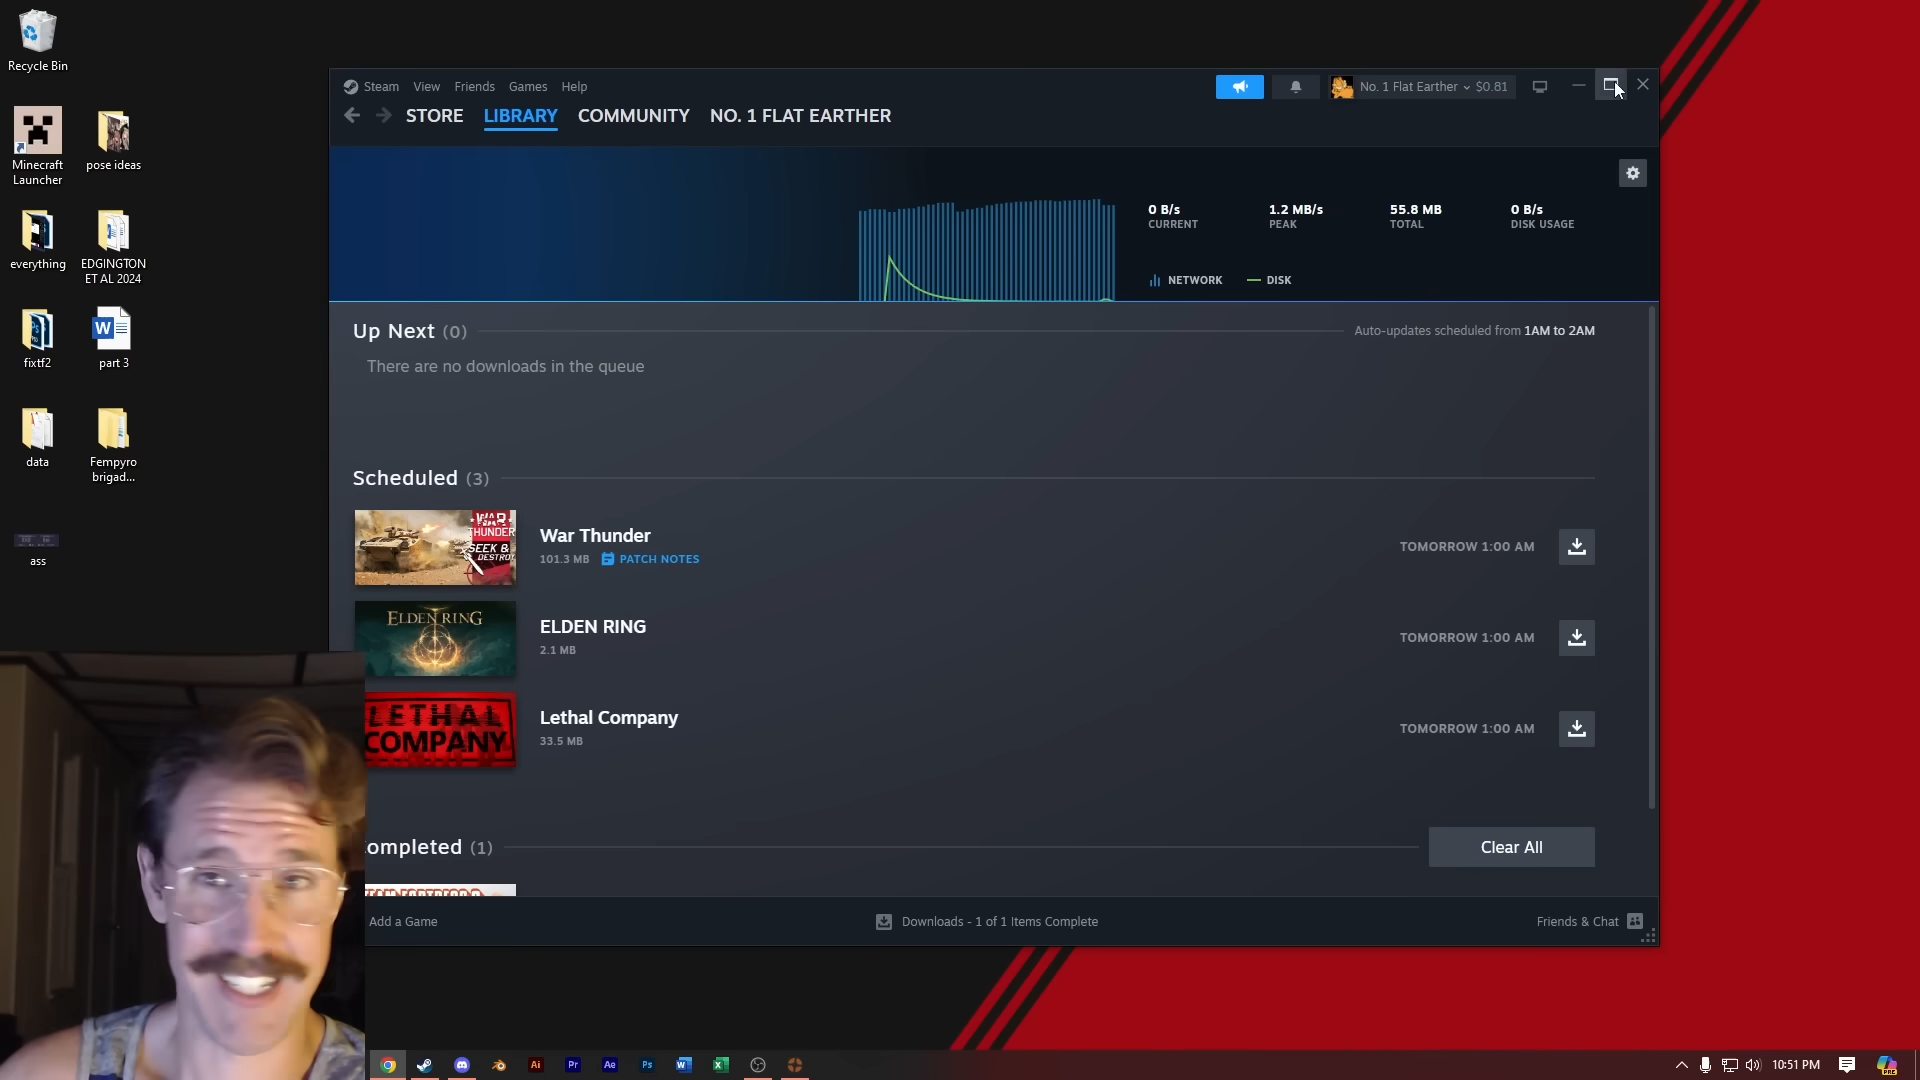 Recycle Bin
Minecraft
Launcher
pose ideas
everything
EDGINGTON
ET AL 2024
fixtf2
part 3
data
Fempyro
brigad...
ass
Steam View Friends Games Help
No. 1 Flat Earther $0.81
STORE LIBRARY COMMUNITY NO. 1 FLAT EARTHER
0 B/s 1.2 MB/s 55.8 MB 0 B/s
CURRENT PEAK TOTAL DISK USAGE
NETWORK DISK
Up Next (0)
Auto-updates scheduled from 1AM to 2AM
There are no downloads in the queue
Scheduled (3)
WAR
THUNDER
SEEK &
DESTROY
War Thunder
101.3 MB PATCH NOTES
TOMORROW 1:00 AM
ELDEN RING
ELDEN RING
2.1 MB
TOMORROW 1:00 AM
LETHAL
COMPANY
Lethal Company
33.5 MB
TOMORROW 1:00 AM
ompleted (1)
Clear All
Add a Game
Downloads - 1 of 1 Items Complete
Friends & Chat
Ai Pr Ae Ps W X
10:51 PM